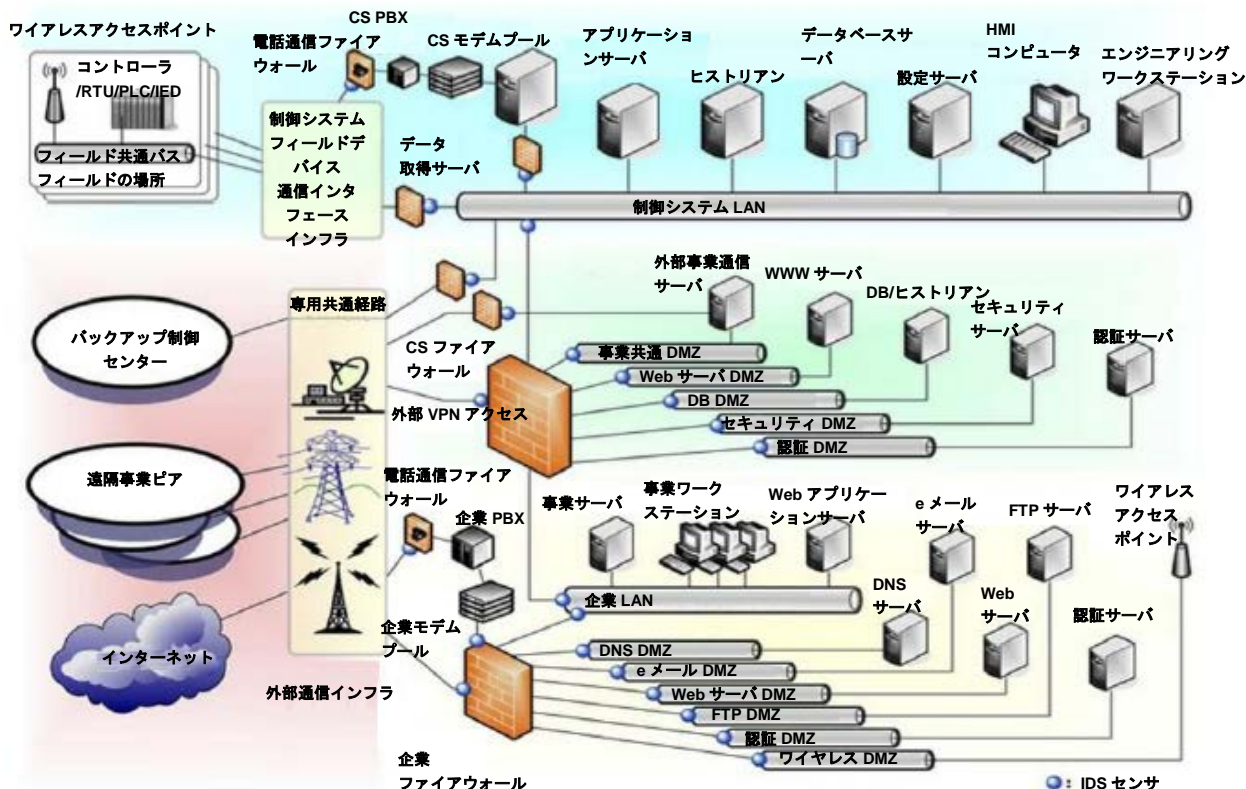 ワイアレスアクセスポイント
コントローラ
/RTU/PLC/IED
フィールド共通バス
フィールドの場所
電話通信ファイア
ウォール
CS PBX
CS モデムプール
制御システム
フィールドデ
バイス
通信インタ
フェース
インフラ
データ
取得サーバ
アプリケーショ
ンサーバ
ヒストリアン
データベースサ
ーバ
設定サーバ
HMI
コンピュータ
エンジニアリング
ワークステーション
制御システム LAN
バックアップ制御
センター
専用共通経路
外部事業通信
サーバ
WWW サーバ
DB/ヒストリアン
セキュリティ
サーバ
認証サーバ
CS ファイア
ウォール
事業共通 DMZ
Web サーバ DMZ
DB DMZ
セキュリティ DMZ
認証 DMZ
外部 VPN アクセス
遠隔事業ピア
電話通信ファイア
ウォール
企業 PBX
事業サーバ
事業ワーク
ステーション
Web アプリケー
ションサーバ
e メール
サーバ
FTP サーバ
ワイアレス
アクセス
ポイント
企業 LAN
DNS
サーバ
Web
サーバ
認証サーバ
インターネット
企業モデム
プール
外部通信インフラ
DNS DMZ
e メール DMZ
Web サーバ DMZ
FTP DMZ
認証 DMZ
ワイヤレス DMZ
企業
ファイアウォール
: IDS センサ